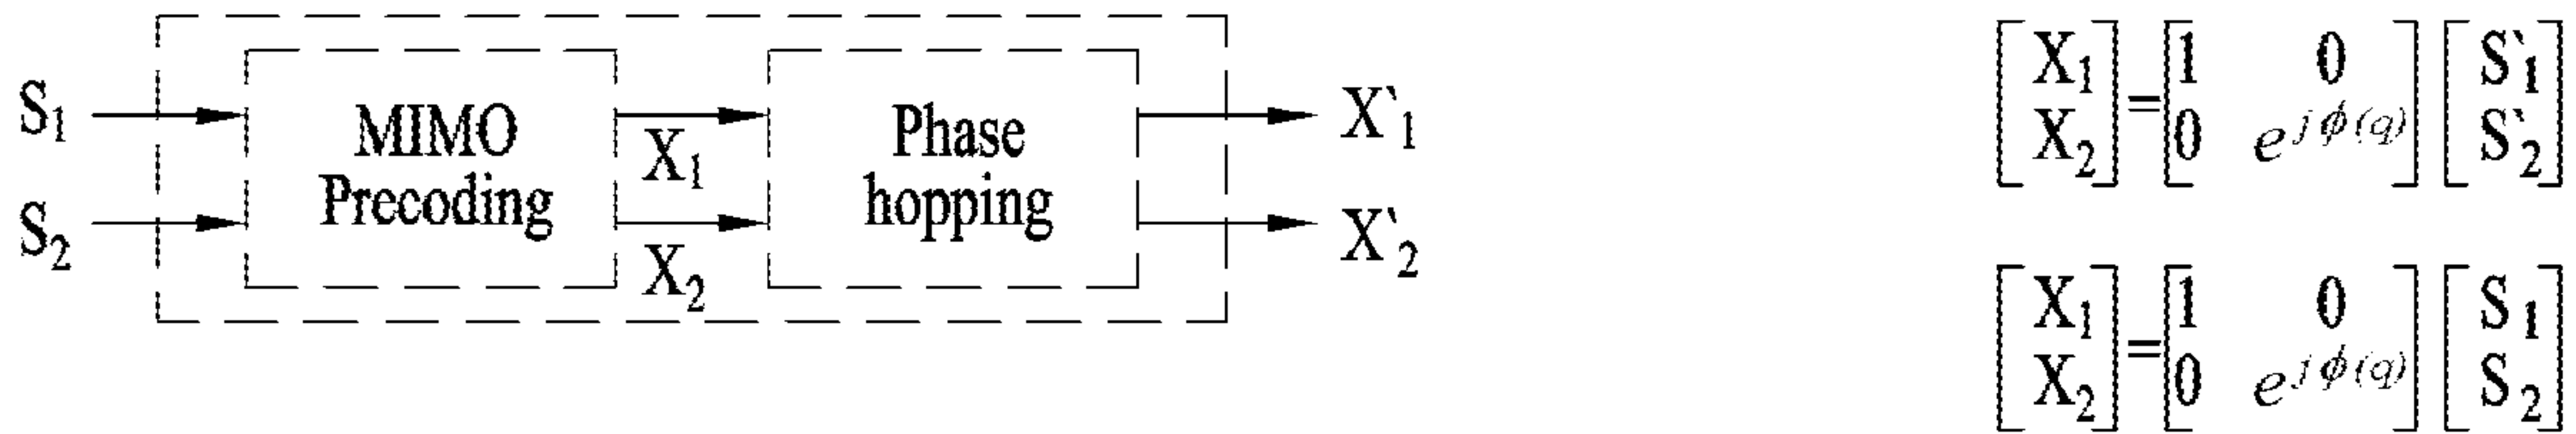 S₁
S₂
MIMO
Precoding
X₁
X₂
Phase
hopping
X`₁
X`₂
[X₁ X₂] = [1 0 0 e^{jϕ(q)}] [S`₁ S`₂]
[X₁ X₂] = [1 0 0 e^{jϕ(q)}] [S₁ S₂]